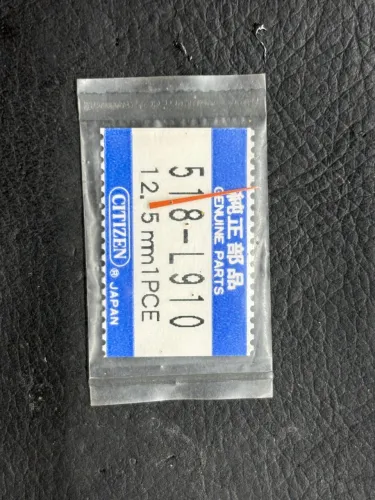 純正部品
GENUINE PARTS
518-L910
12.5mm1PCE
CITIZEN ® JAPAN